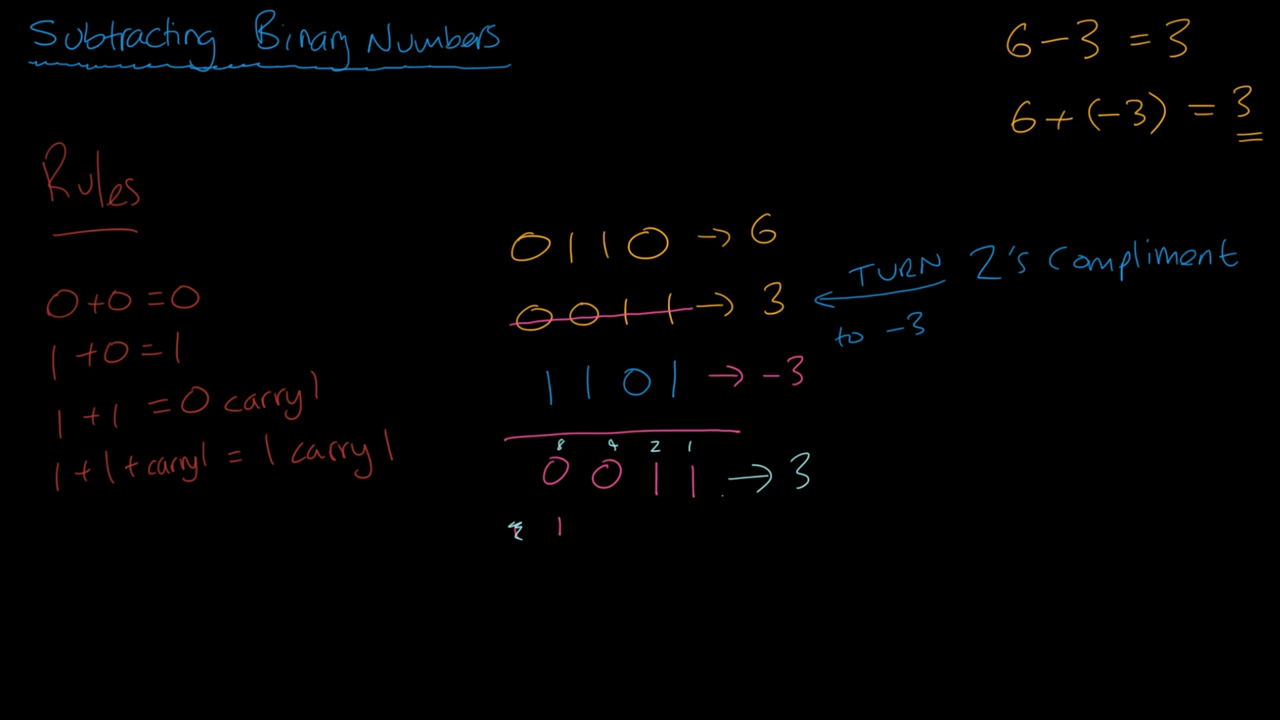 Subtracting Binary Numbers
6 - 3 = 3
6 + (-3) = 3
Rules
0+0=0
1+0=1
1+1 =0 carry1
1+1+carry1 = 1 carry1
0110 → 6
0011 → 3
TURN 2's Compliment
to -3
1101 → -3
8 4 2 1
0011 → 3
1